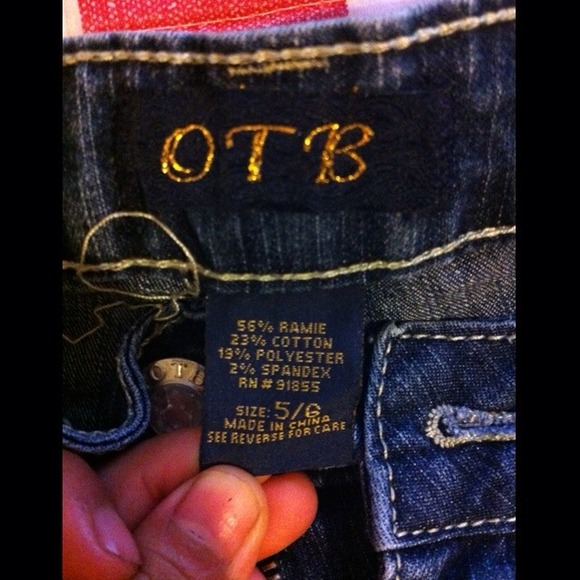 OTB
56% RAMIE
23% COTTON
19% POLYESTER
2% SPANDEX
RN# 91855
SIZE: 5/6
MADE IN CHINA
SEE REVERSE FOR CARE
OTB